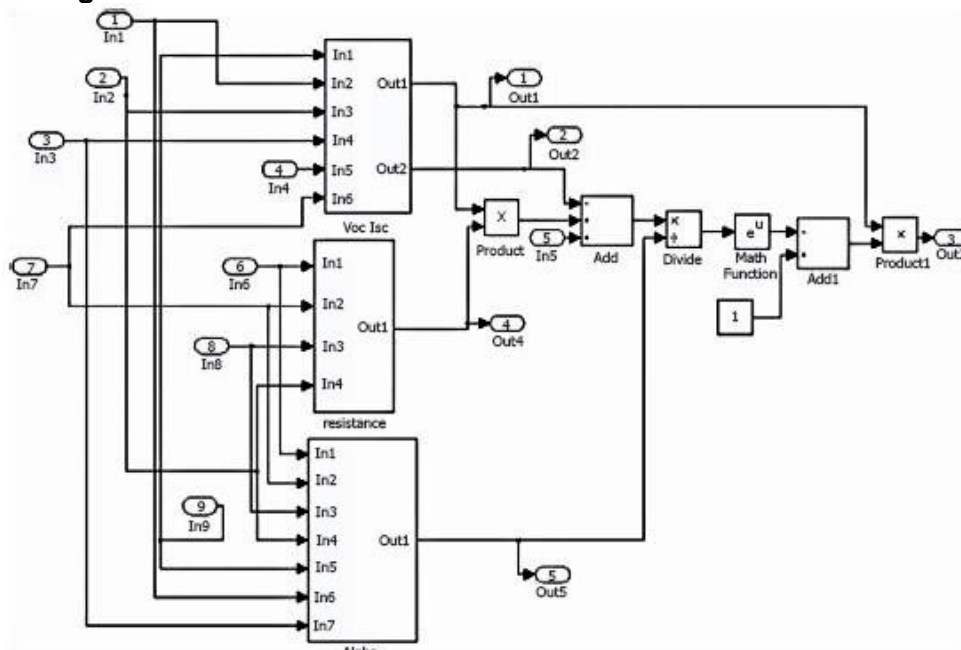 1
In1
2
In2
3
In3
4
In4
7
In7
In1
In2
In3
In4
In5
In6
Out1
Out2
Voc Isc
1
Out1
2
Out2
X
Product
5
In5
Add
×
÷
Divide
e^u
Math
Function
1
Add1
×
Product1
3
6
In6
8
In8
In1
In2
In3
In4
Out1
resistance
4
Out4
9
In9
In1
In2
In3
In4
In5
In6
In7
Out1
5
Out5